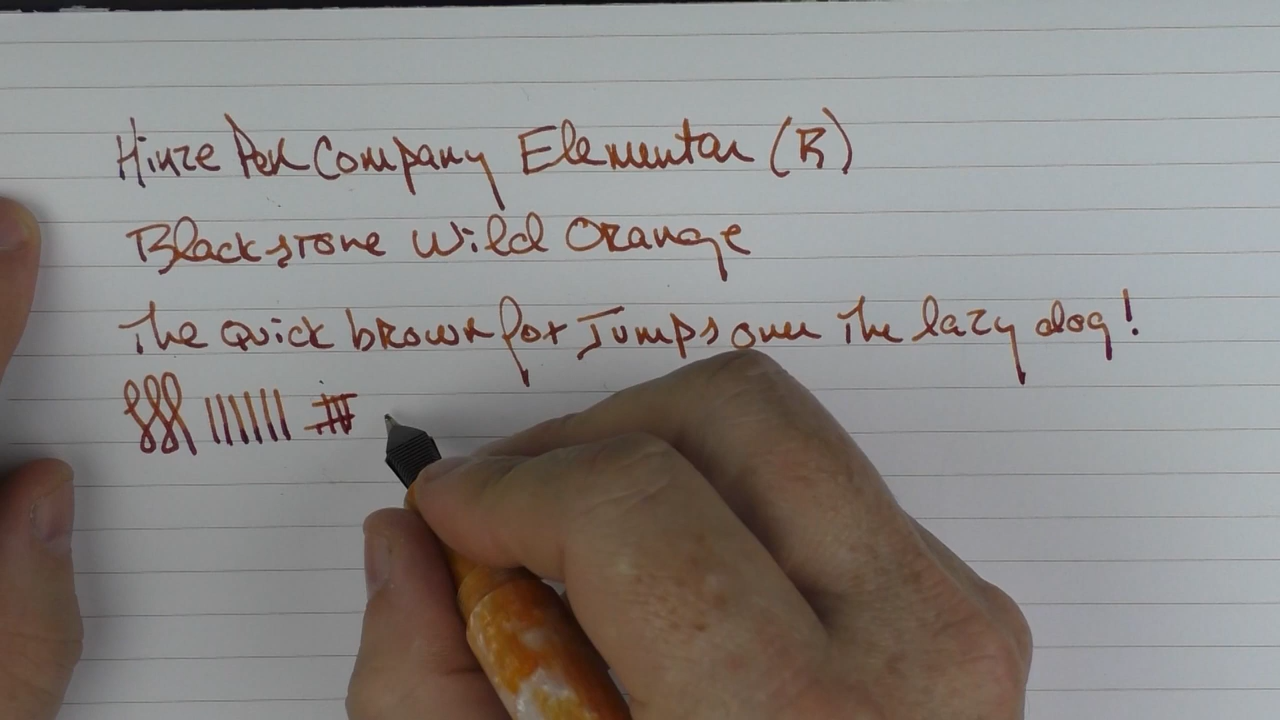 Hinze Pen Company Elementar (R)
Blackstone Wild Orange
The quick brown fox Jumps over The lazy dog!